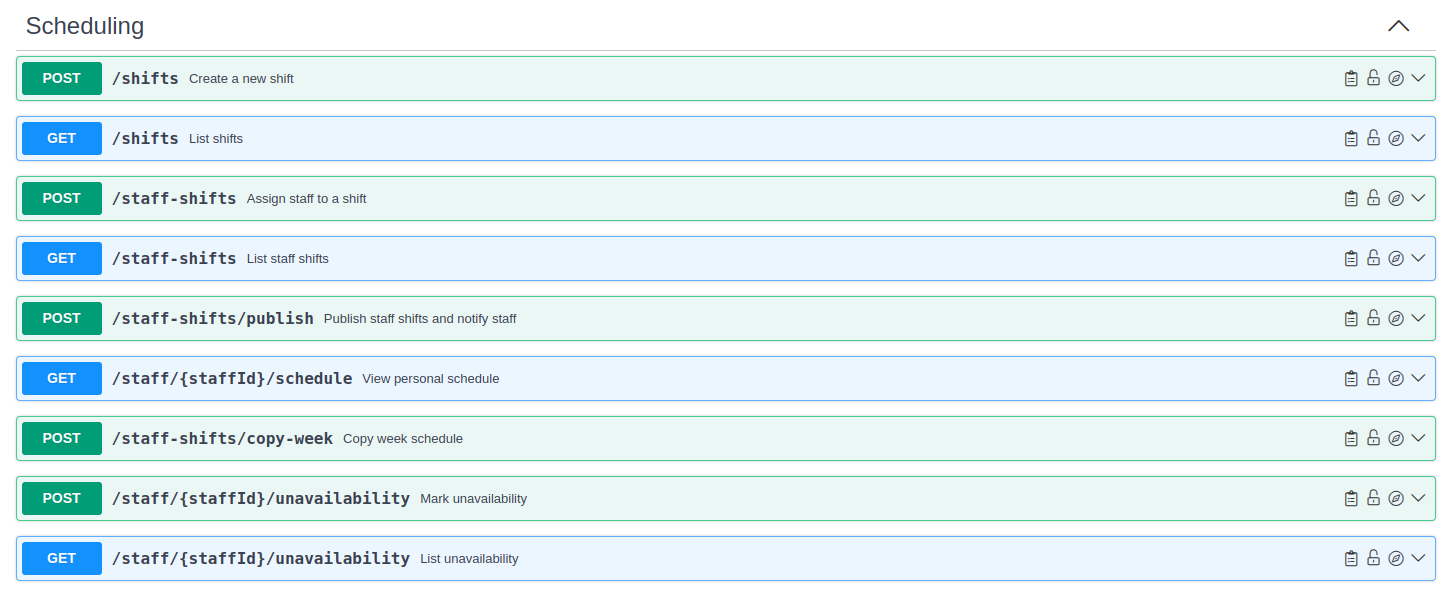 Scheduling
POST /shifts Create a new shift
GET /shifts List shifts
POST /staff-shifts Assign staff to a shift
GET /staff-shifts List staff shifts
POST /staff-shifts/publish Publish staff shifts and notify staff
GET /staff/{staffId}/schedule View personal schedule
POST /staff-shifts/copy-week Copy week schedule
POST /staff/{staffId}/unavailability Mark unavailability
GET /staff/{staffId}/unavailability List unavailability